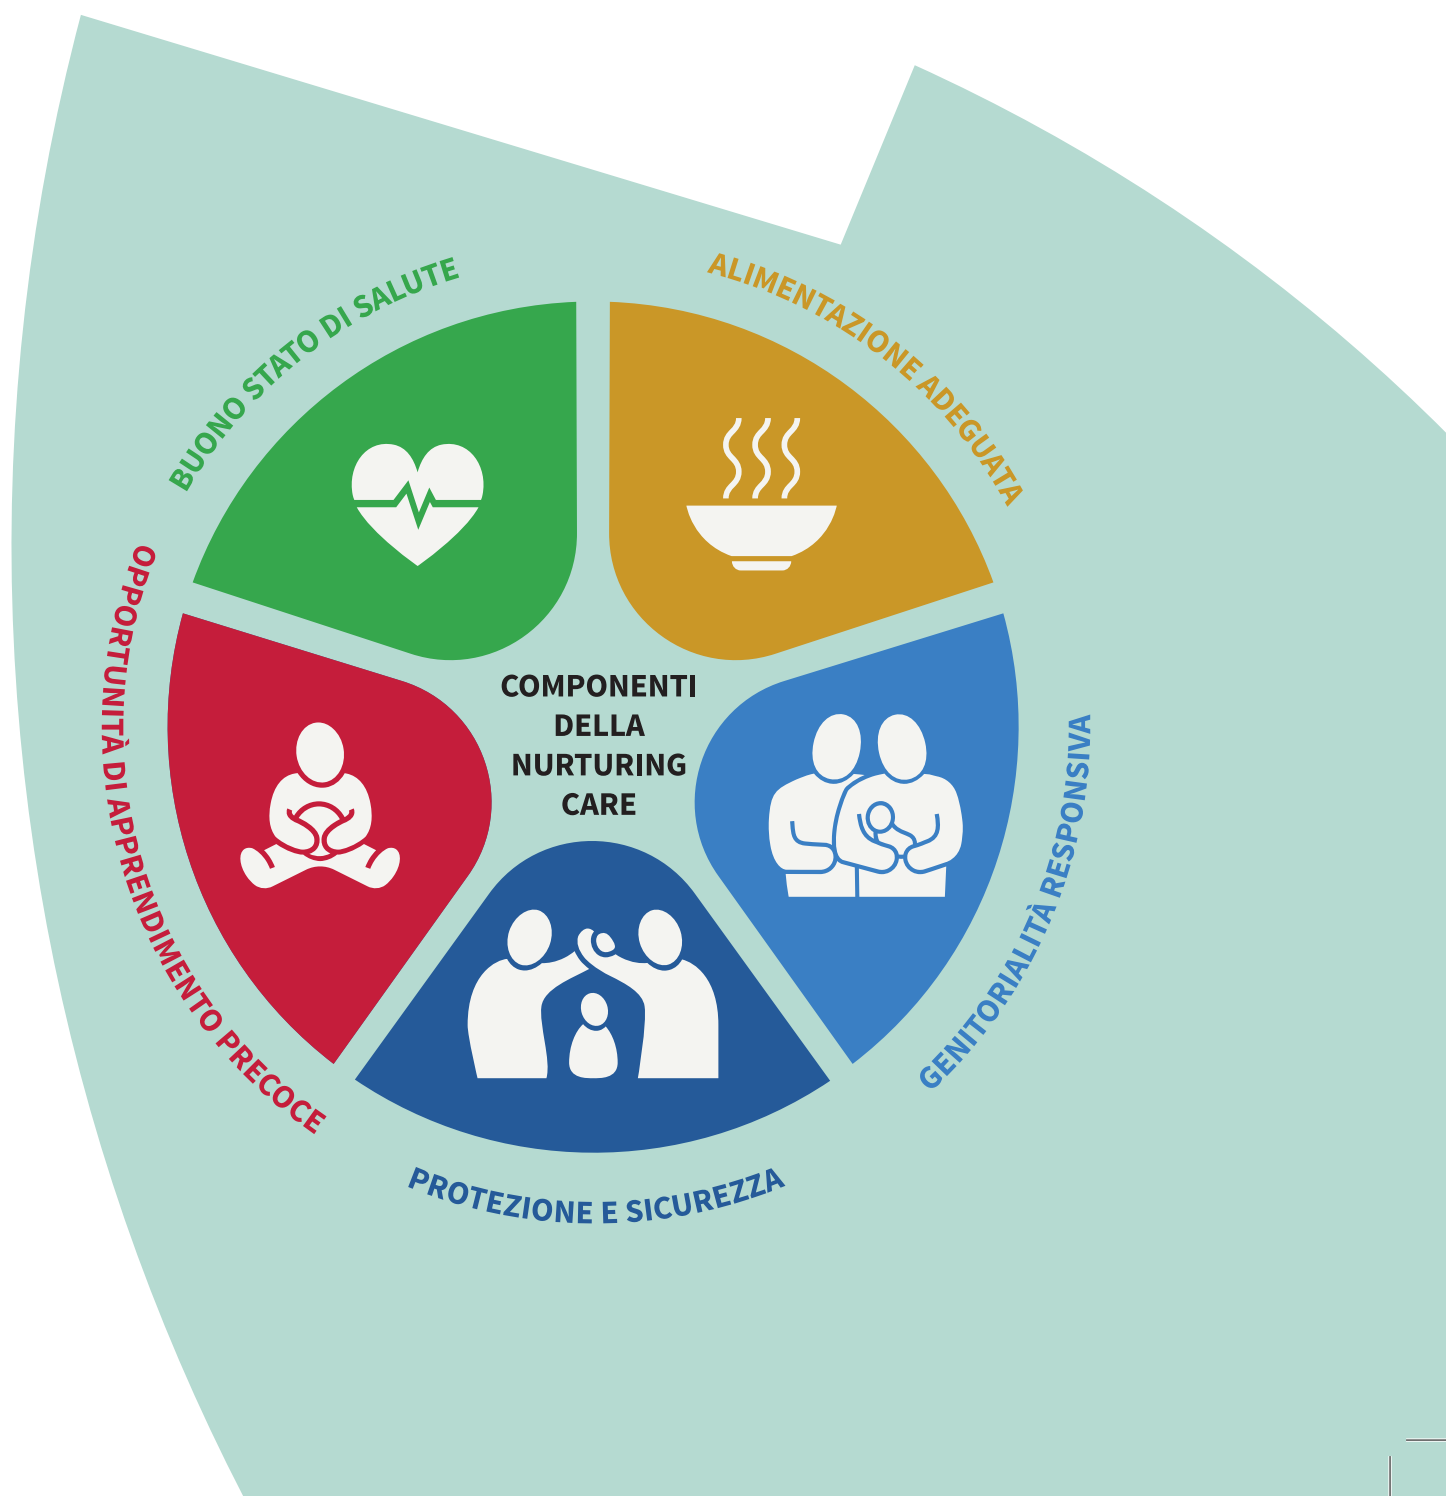 BUONO STATO DI SALUTE
ALIMENTAZIONE ADEGUATA
OPPORTUNITÀ DI APPRENDIMENTO PRECOCE
COMPONENTI
DELLA
NURTURING
CARE
GENITORIALITÀ RESPONSIVA
PROTEZIONE E SICUREZZA